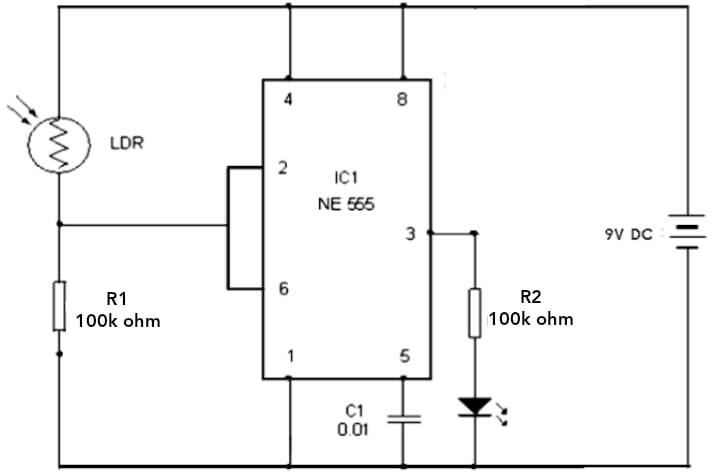 4
8
LDR
2
IC1
NE 555
3
9V DC
6
R1
100k ohm
R2
100k ohm
1
5
C1
0.01